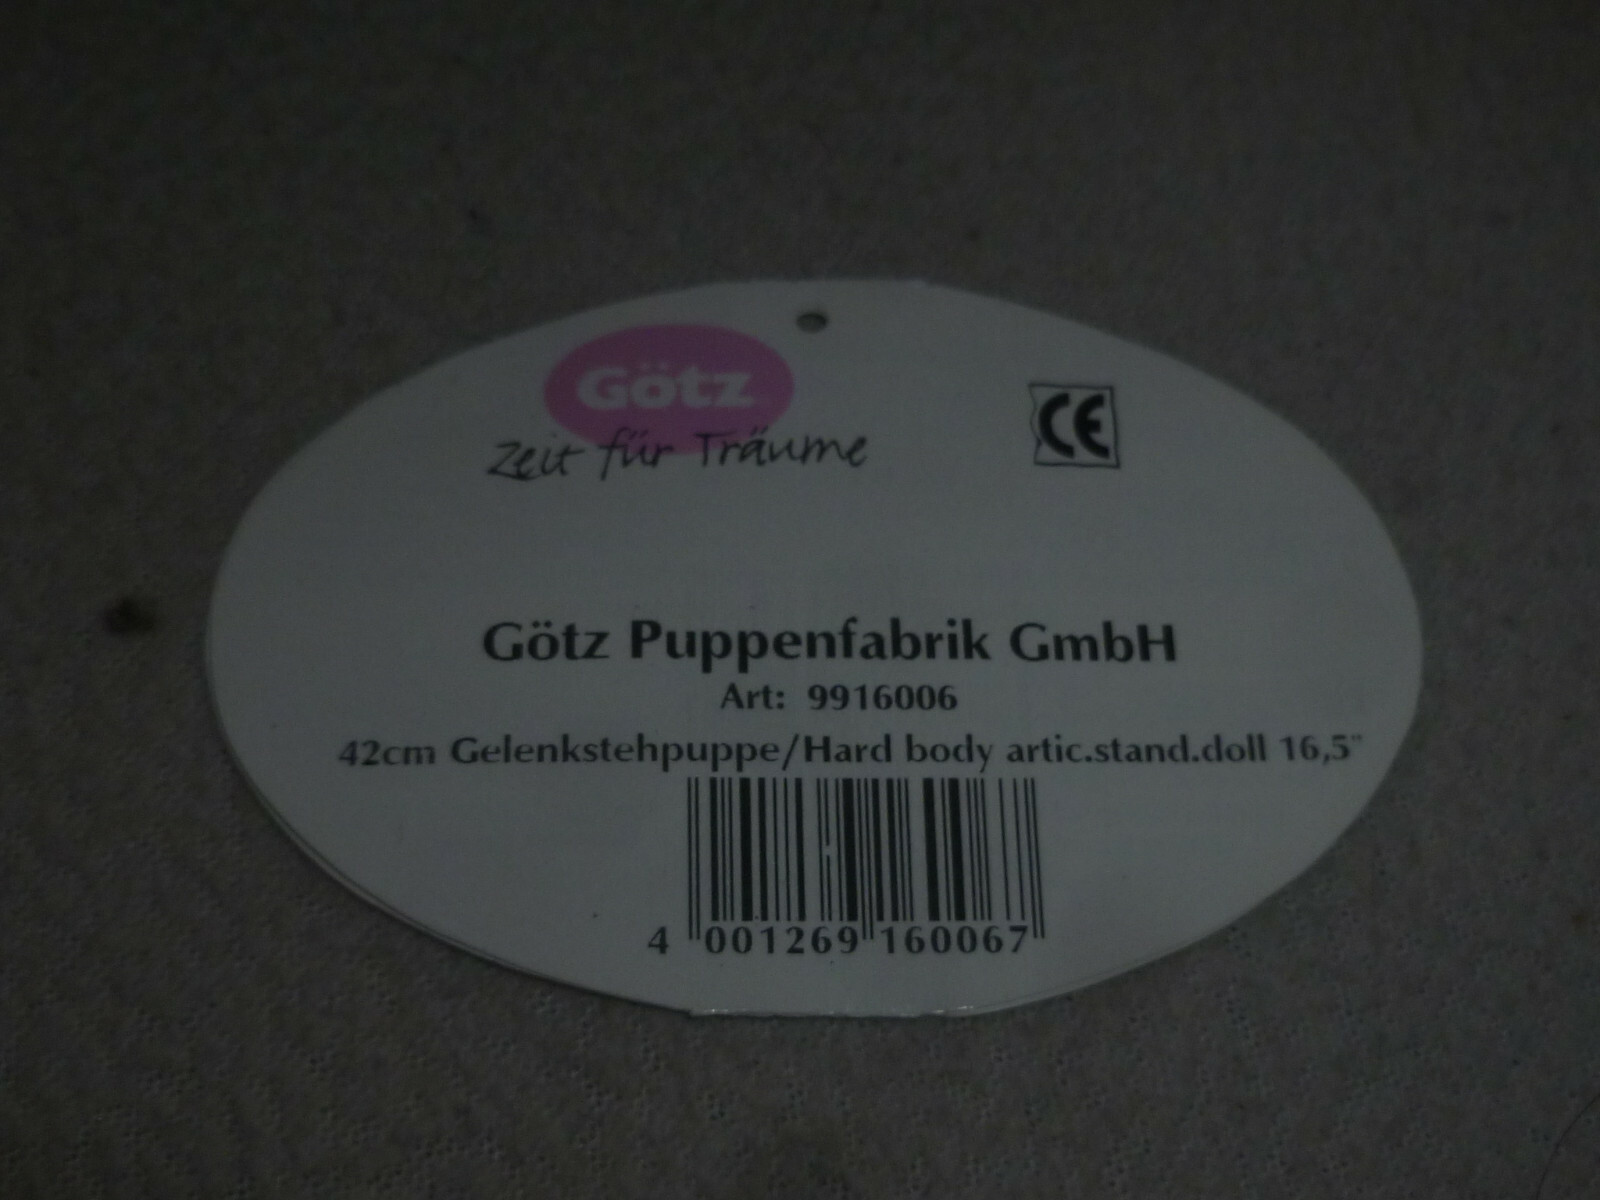 Götz
Zeit für Träume
CE
Götz Puppenfabrik GmbH
Art: 9916006
42cm Gelenkstehpuppe/Hard body artic.stand.doll 16,5"
4 001269 160067